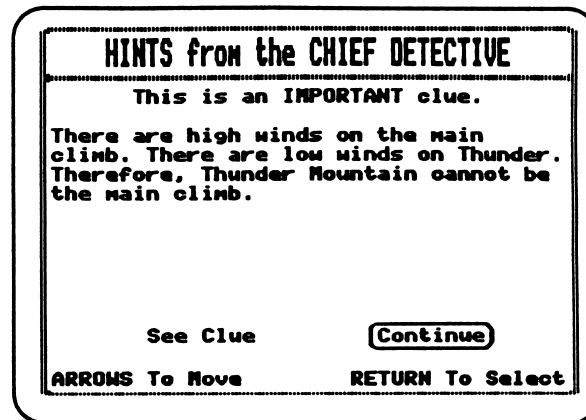 HINTS from the CHIEF DETECTIVE
This is an IMPORTANT clue.
There are high winds on the main
climb. There are low winds on Thunder.
Therefore, Thunder Mountain cannot be
the main climb.
See Clue Continue
ARROWS To Move RETURN To Select